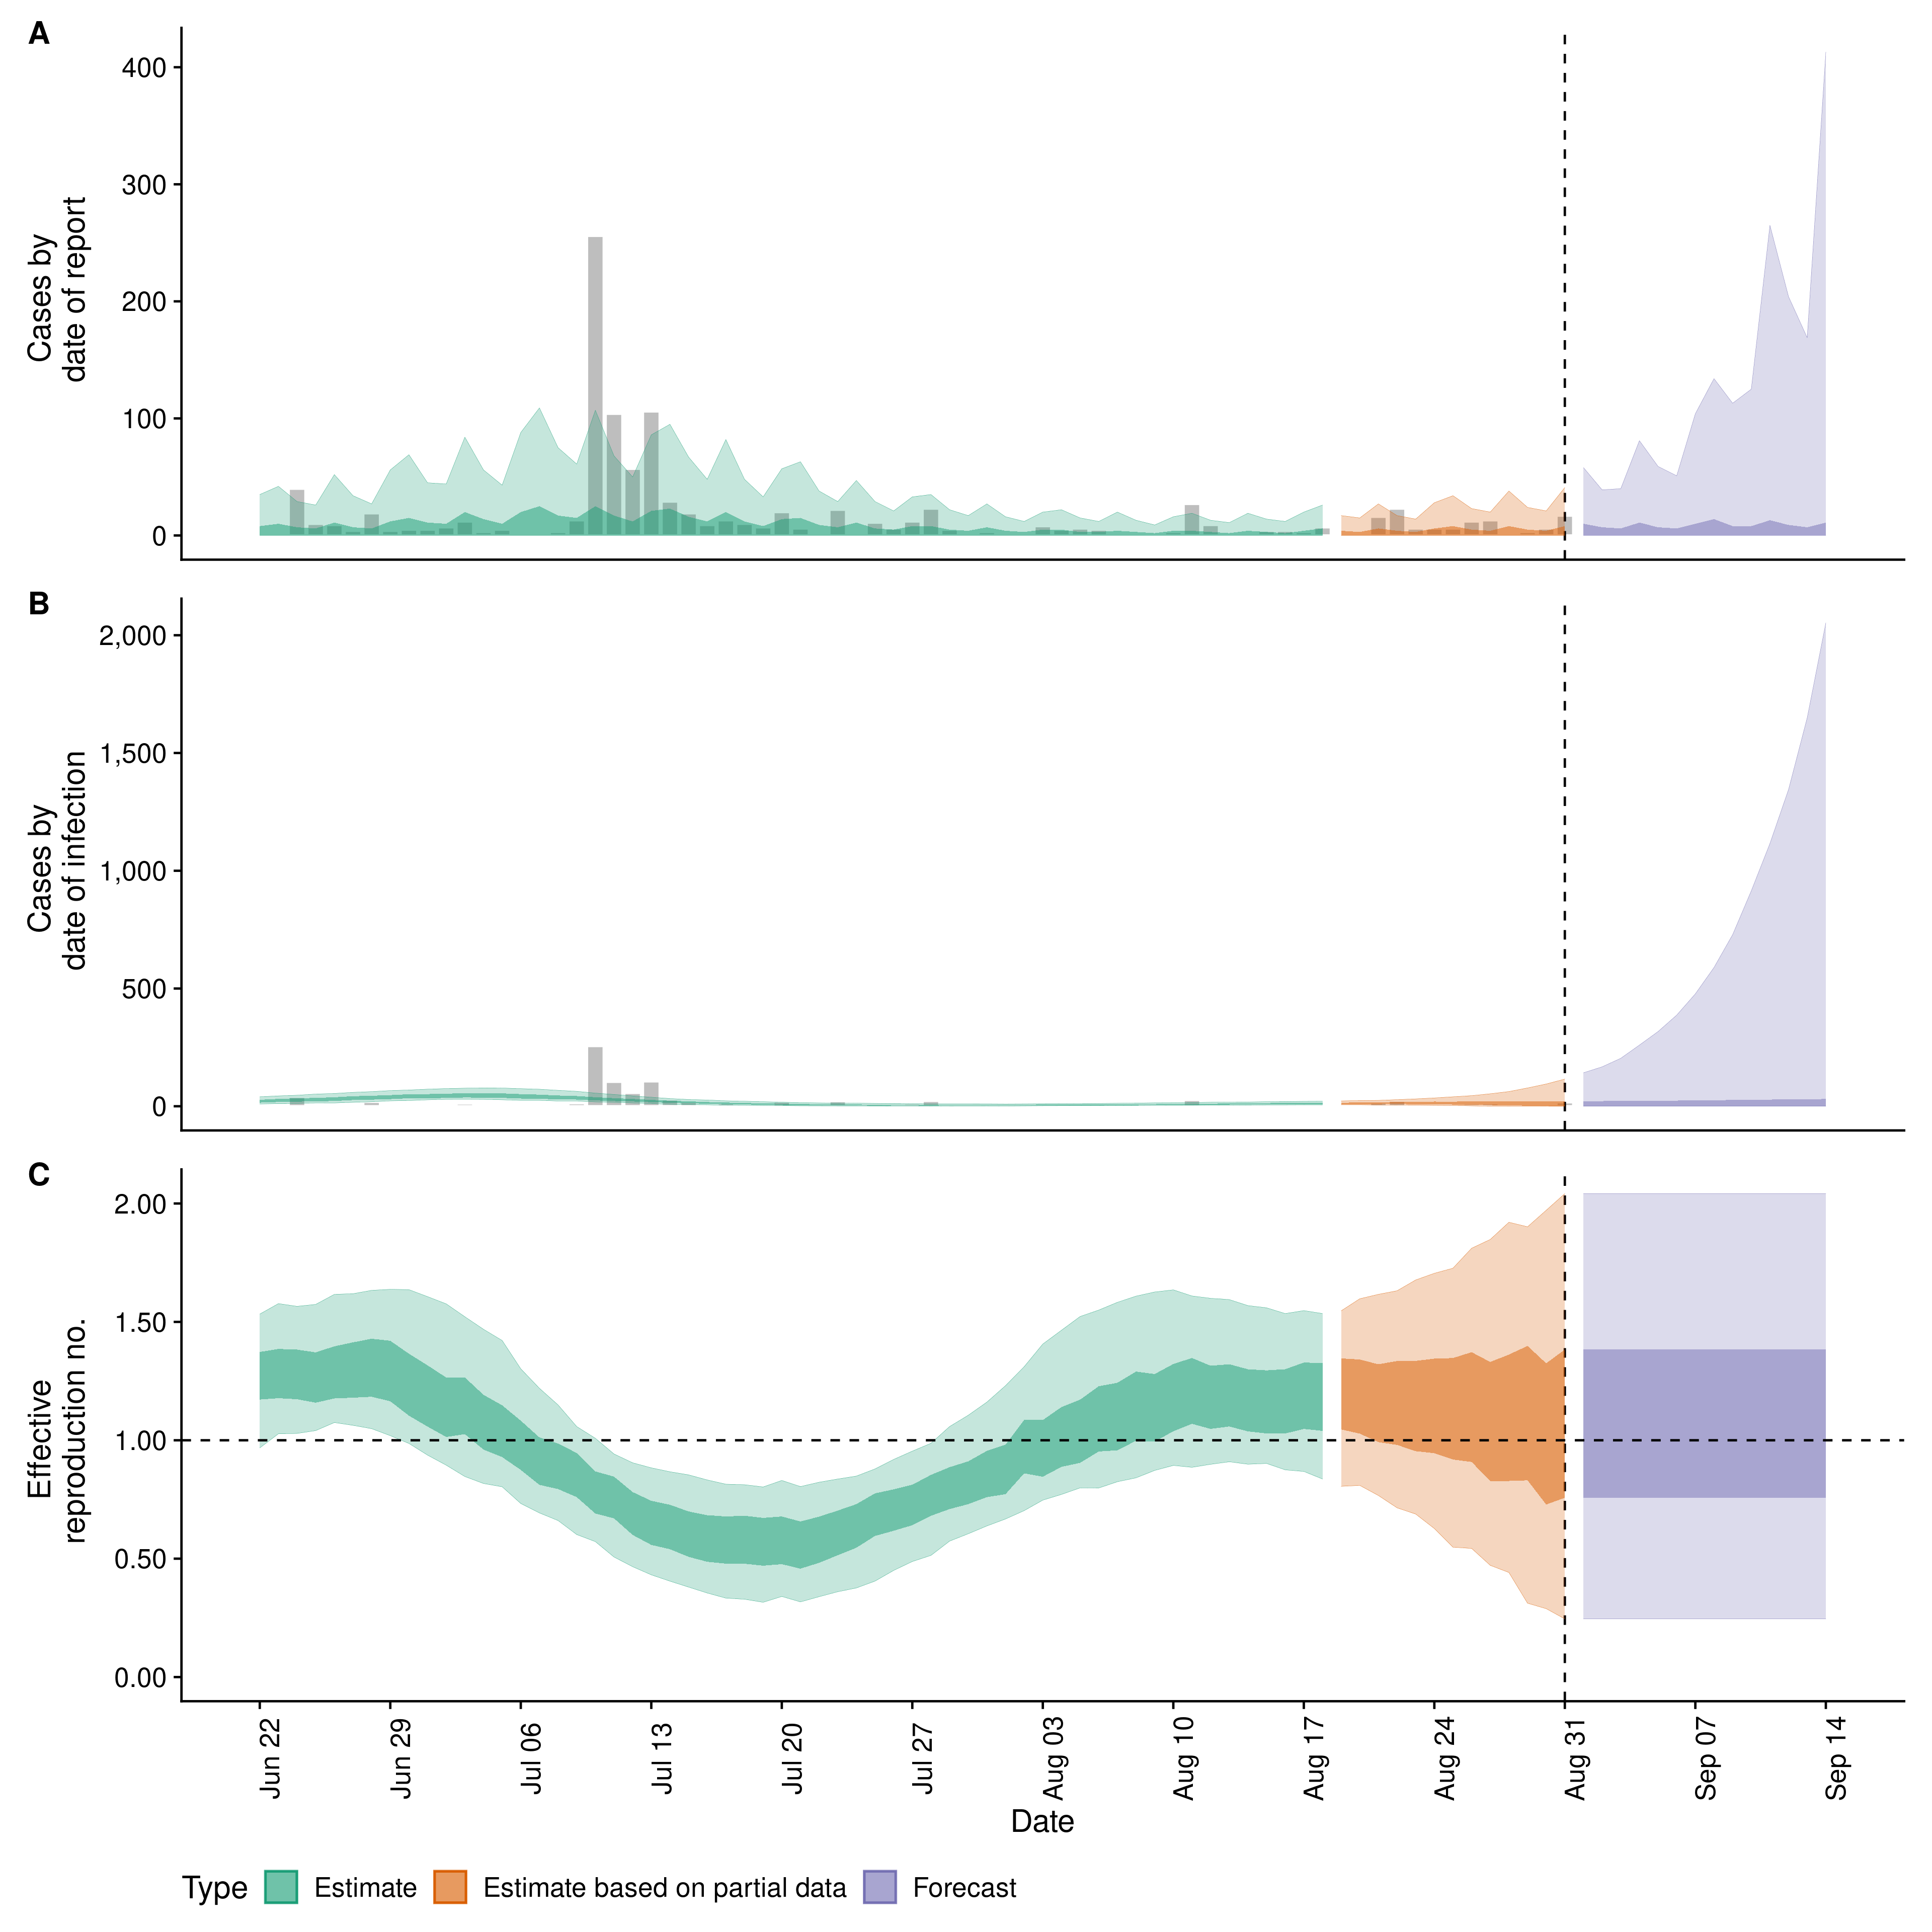 A
400
300
200
100
0
Cases by
date of report
B
2,000
1,500
1,000
500
0
Cases by
date of infection
C
2.00
1.50
1.00
0.50
0.00
Effective
reproduction no.
Jun 22
Jun 29
Jul 06
Jul 13
Jul 20
Jul 27
Aug 03
Aug 10
Aug 17
Aug 24
Aug 31
Sep 07
Sep 14
Date
Type Estimate Estimate based on partial data Forecast